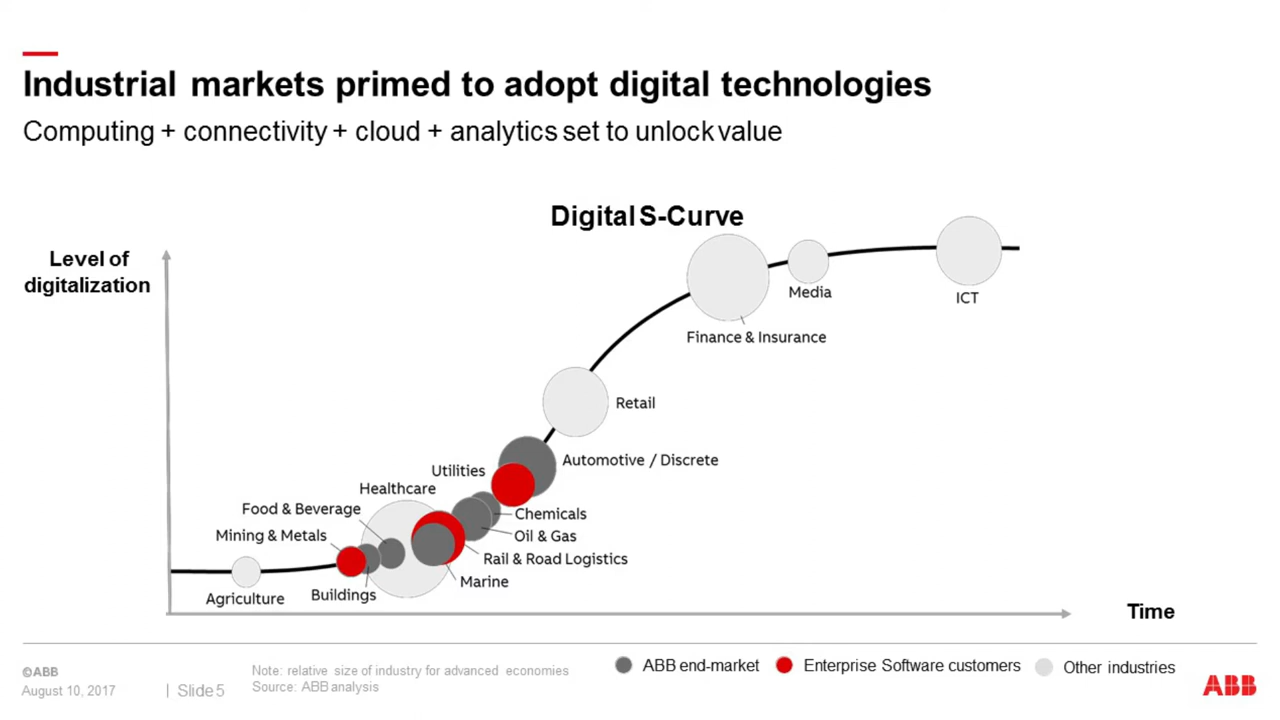 Industrial markets primed to adopt digital technologies
Computing + connectivity + cloud + analytics set to unlock value
Digital S-Curve
Level of
digitalization
Media
ICT
Finance & Insurance
Retail
Automotive / Discrete
Utilities
Healthcare
Food & Beverage
Chemicals
Mining & Metals
Oil & Gas
Rail & Road Logistics
Marine
Buildings
Agriculture
Time
©ABB
August 10, 2017
| Slide 5
Note: relative size of industry for advanced economies
Source: ABB analysis
ABB end-market
Enterprise Software customers
Other industries
ABB